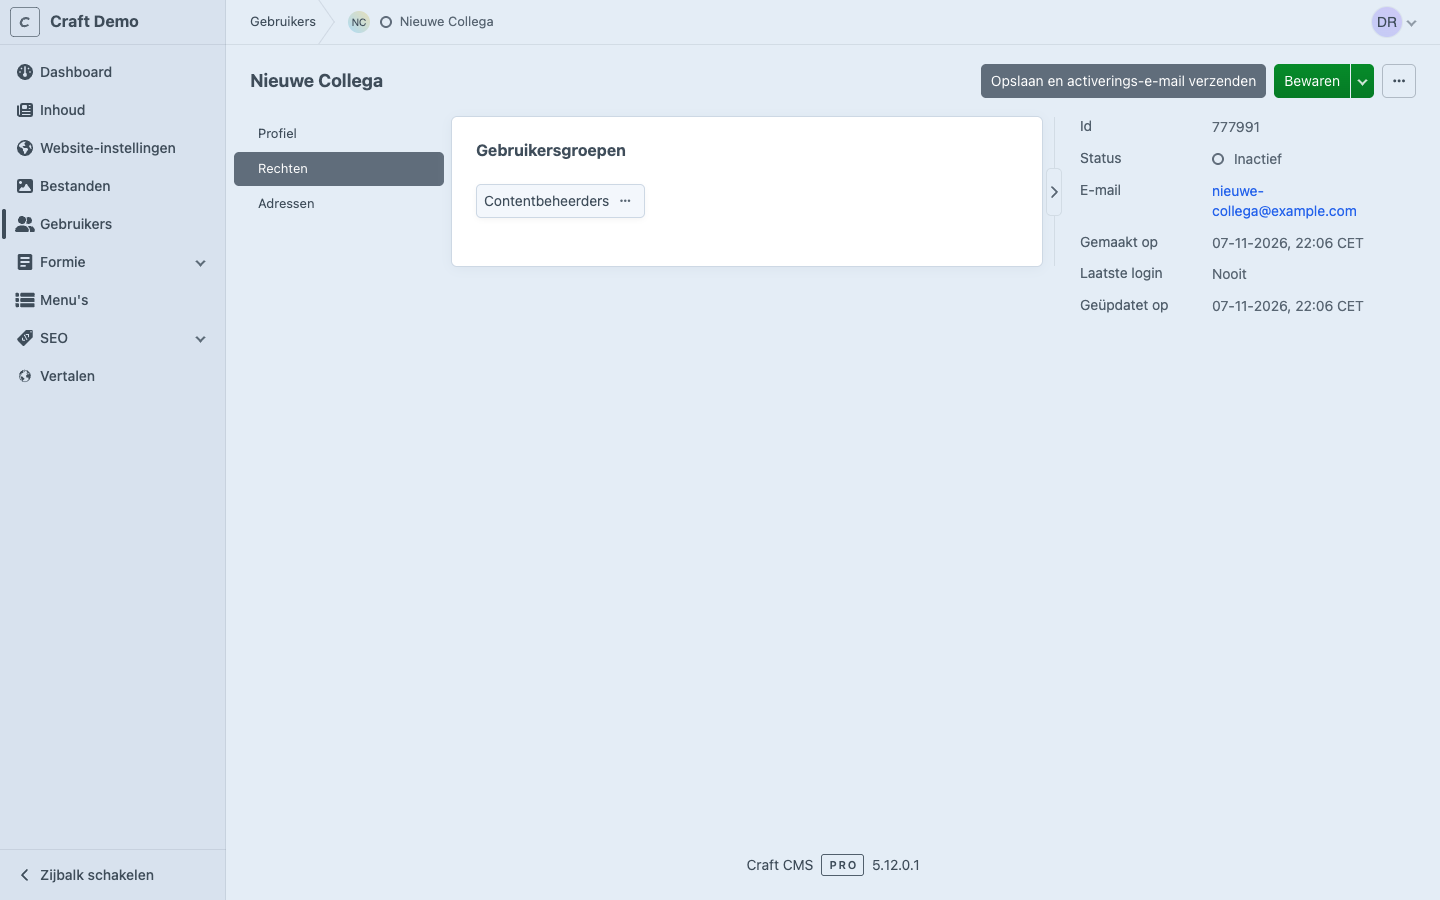 C Craft Demo
Gebruikers
NC Nieuwe Collega
DR
Dashboard
Inhoud
Website-instellingen
Bestanden
Gebruikers
Formie
Menu's
SEO
Vertalen
Zijbalk schakelen
Nieuwe Collega
Opslaan en activerings-e-mail verzenden
Bewaren
Profiel
Rechten
Adressen
Gebruikersgroepen
Contentbeheerders
Id 777991
Status Inactief
E-mail nieuwe-
collega@example.com
Gemaakt op 07-11-2026, 22:06 CET
Laatste login Nooit
Geüpdatet op 07-11-2026, 22:06 CET
Craft CMS PRO 5.12.0.1